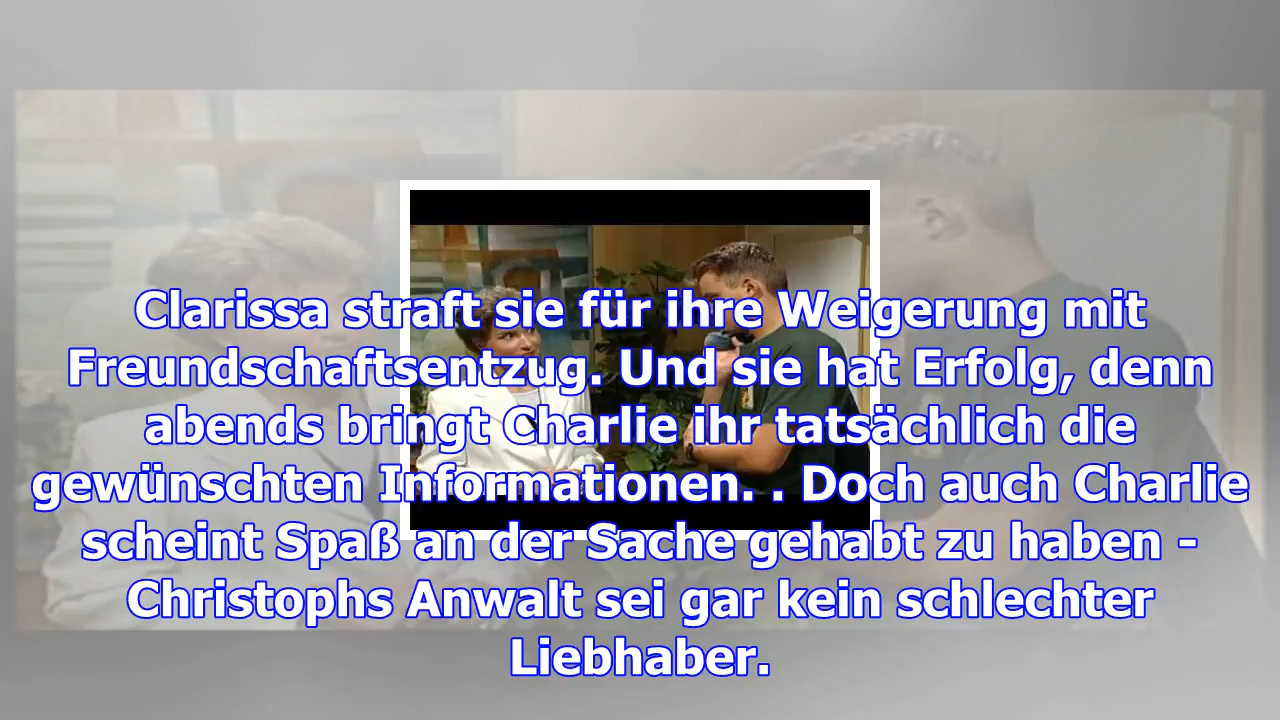 Clarissa straft sie für ihre Weigerung mit
Freundschaftsentzug. Und sie hat Erfolg, denn
abends bringt Charlie ihr tatsächlich die
gewünschten Informationen. . Doch auch Charlie
scheint Spaß an der Sache gehabt zu haben -
Christophs Anwalt sei gar kein schlechter
Liebhaber.